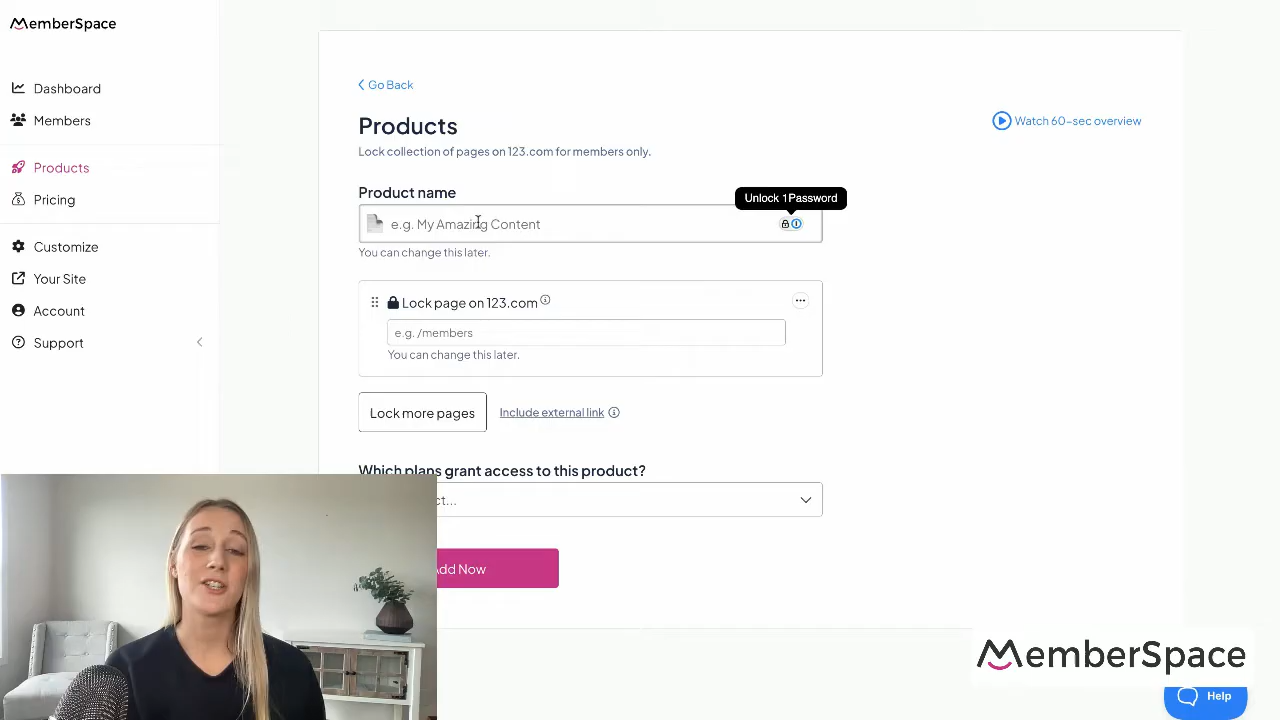 MemberSpace
Dashboard
Members
Products
Pricing
Customize
Your Site
Account
Support
Go Back
Products
Watch 60-sec overview
Lock collection of pages on 123.com for members only.
Product name
Unlock 1Password
e.g. My Amazing Content
You can change this later.
Lock page on 123.com
e.g. /members
You can change this later.
Lock more pages
Include external link
Which plans grant access to this product?
ct...
Add Now
MemberSpace
Help